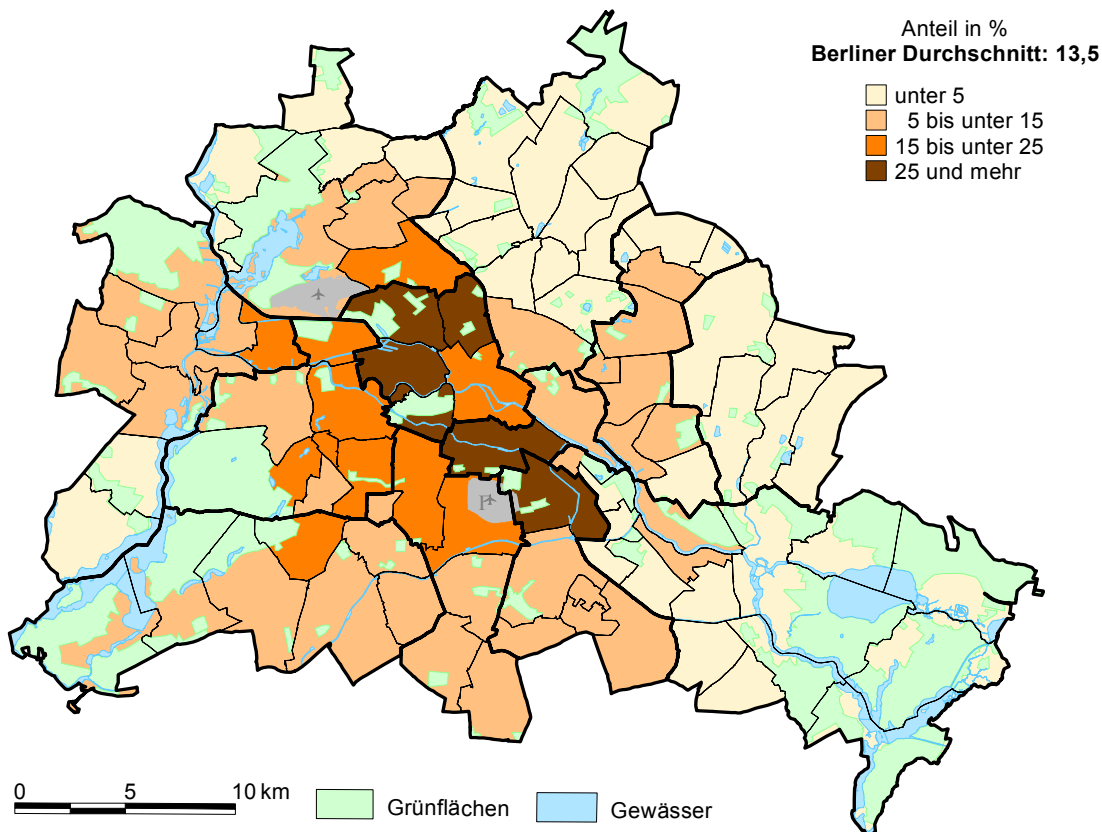 Anteil in %
Berliner Durchschnitt: 13,5
unter 5
5 bis unter 15
15 bis unter 25
25 und mehr
0 5 10 km
Grünflächen
Gewässer